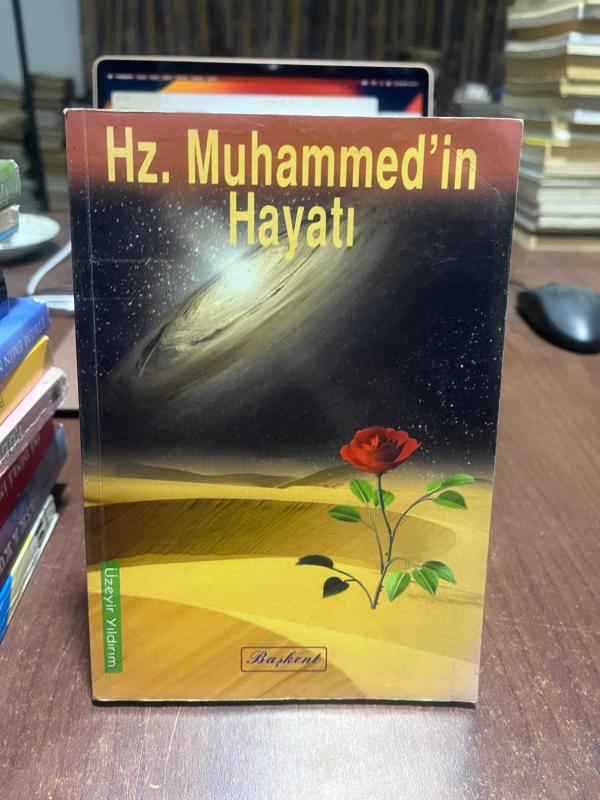 Hz. Muhammed'in
Hayatı
Üzeyir Yıldırım
Başkent